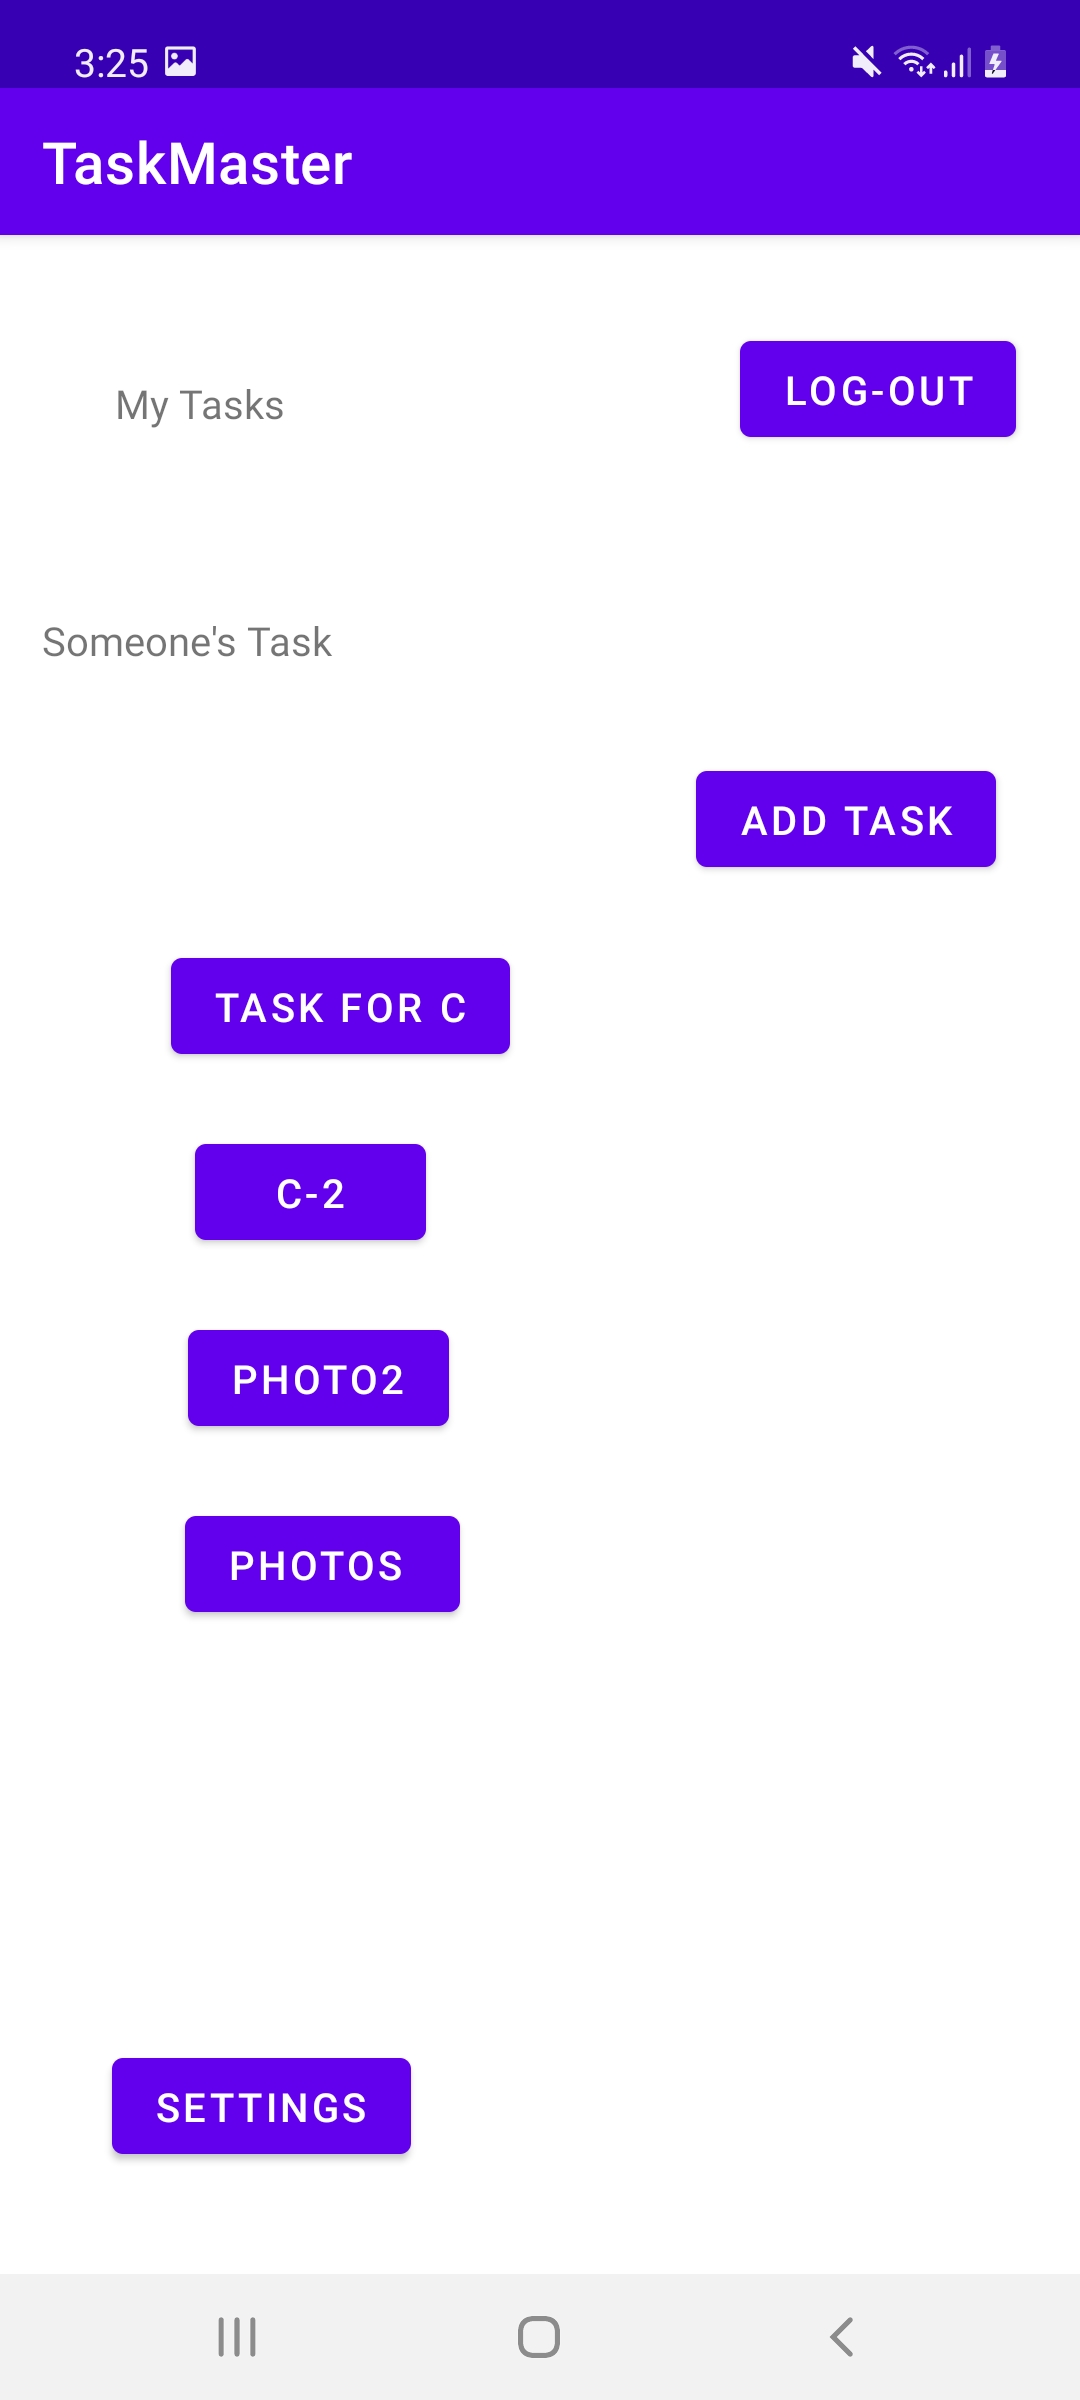 3:25
TaskMaster
My Tasks
LOG-OUT
Someone's Task
ADD TASK
TASK FOR C
C-2
PHOTO2
PHOTOS
SETTINGS